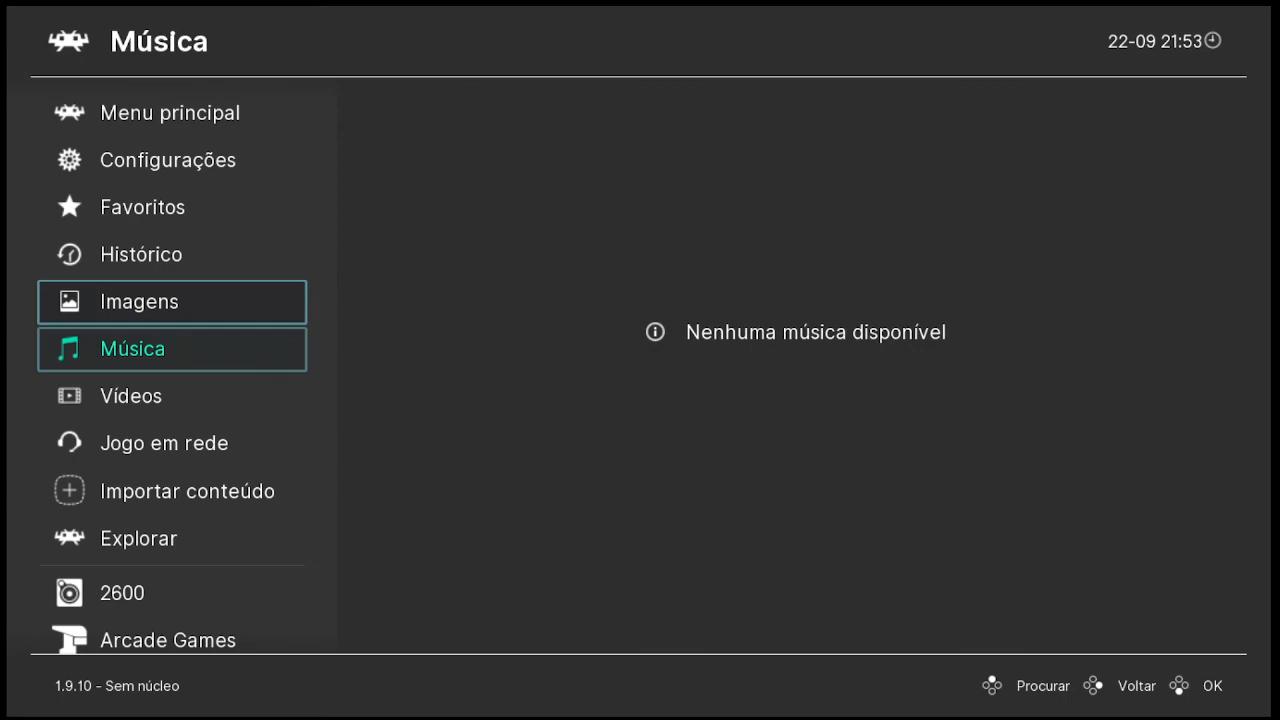 Música
22-09 21:53
Menu principal
Configurações
Favoritos
Histórico
Imagens
Música
Vídeos
Jogo em rede
Importar conteúdo
Explorar
2600
Arcade Games
Nenhuma música disponível
1.9.10 - Sem núcleo
Procurar Voltar OK